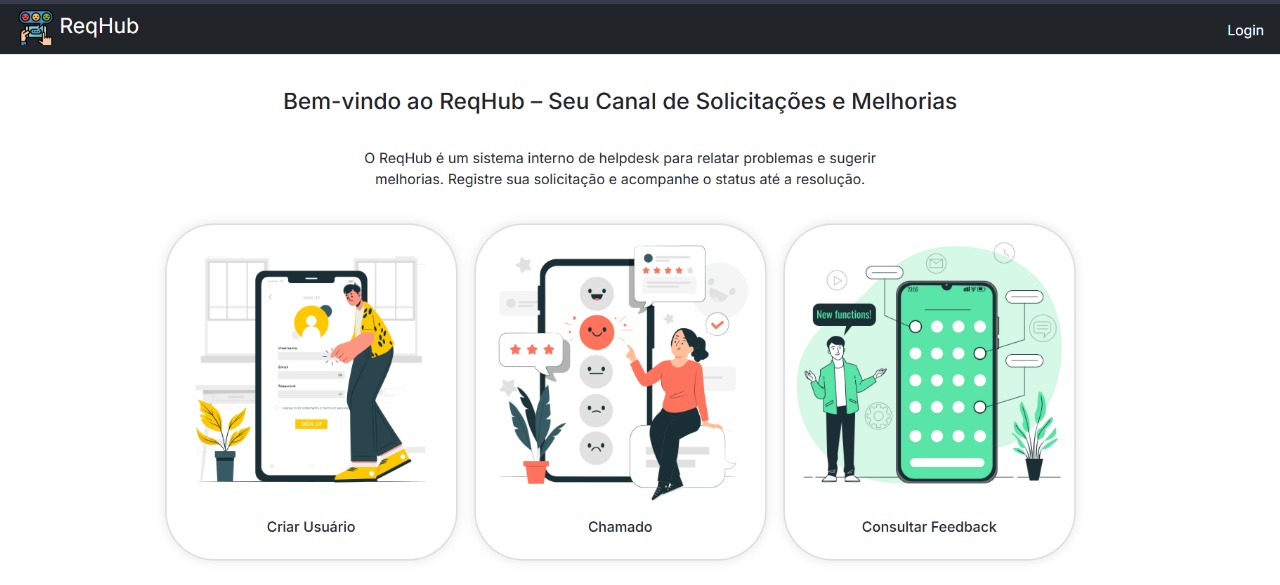 ReqHub
Login
Bem-vindo ao ReqHub – Seu Canal de Solicitações e Melhorias
O ReqHub é um sistema interno de helpdesk para relatar problemas e sugerir
melhorias. Registre sua solicitação e acompanhe o status até a resolução.
SIGN UP
Username
Email
Password
SIGN UP
New functions!
Criar Usuário
Chamado
Consultar Feedback